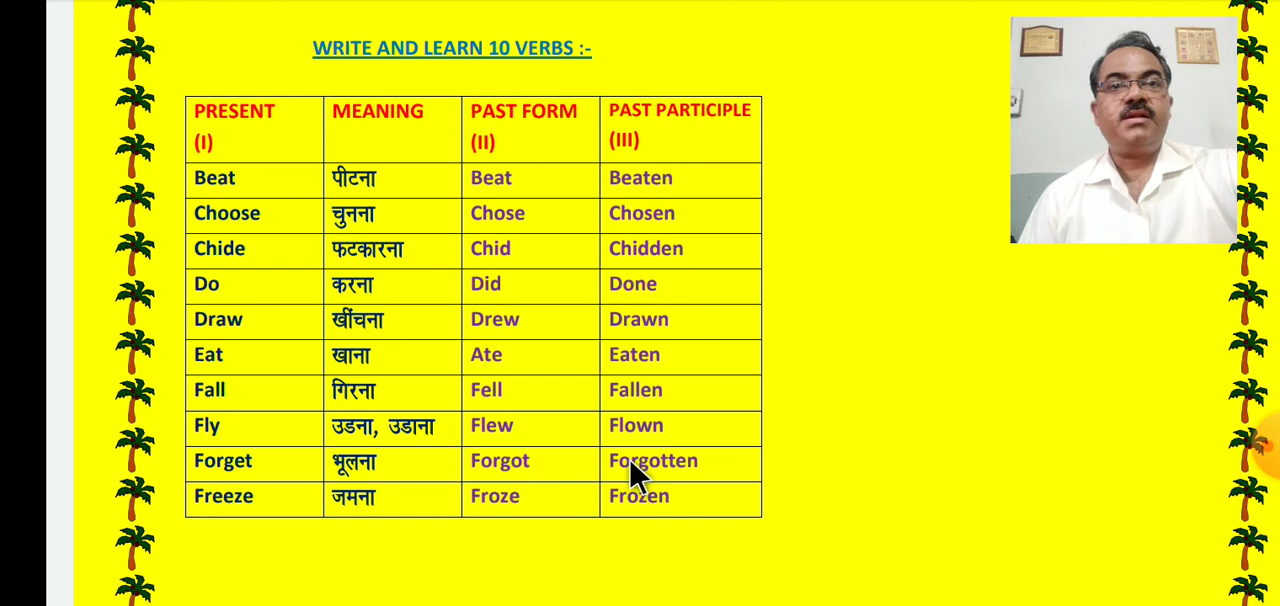 WRITE AND LEARN 10 VERBS :-
PRESENT (I) MEANING PAST FORM (II) PAST PARTICIPLE (III)
Beat पीटना Beat Beaten
Choose चुनना Chose Chosen
Chide फटकारना Chid Chidden
Do करना Did Done
Draw खींचना Drew Drawn
Eat खाना Ate Eaten
Fall गिरना Fell Fallen
Fly उडना, उडाना Flew Flown
Forget भूलना Forgot Forgotten
Freeze जमना Froze Frozen